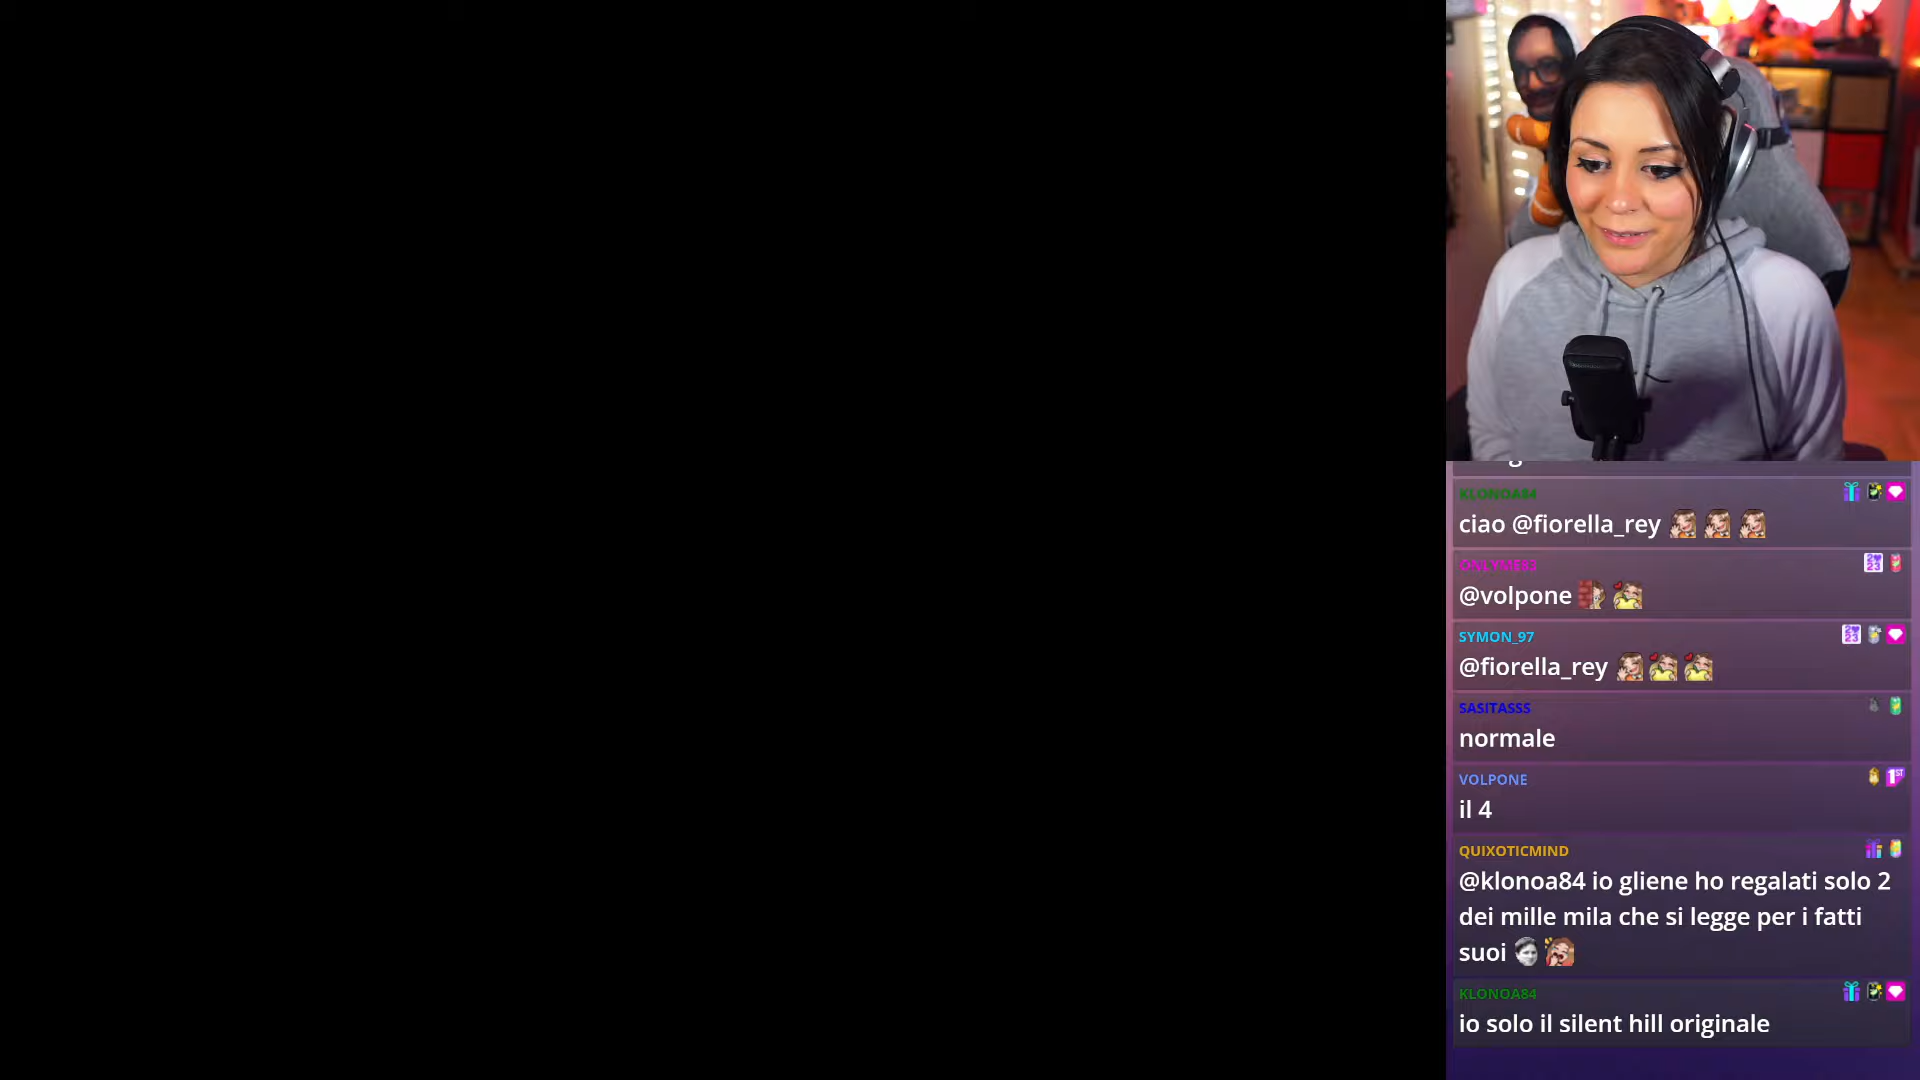 KLONOA84
ciao @fiorella_rey
ONLYME83
@volpone
SYMON_97
@fiorella_rey
SASITASSS
normale
VOLPONE
il 4
QUIXOTICMIND
@klonoa84 io gliene ho regalati solo 2
dei mille mila che si legge per i fatti
suoi
KLONOA84
io solo il silent hill originale